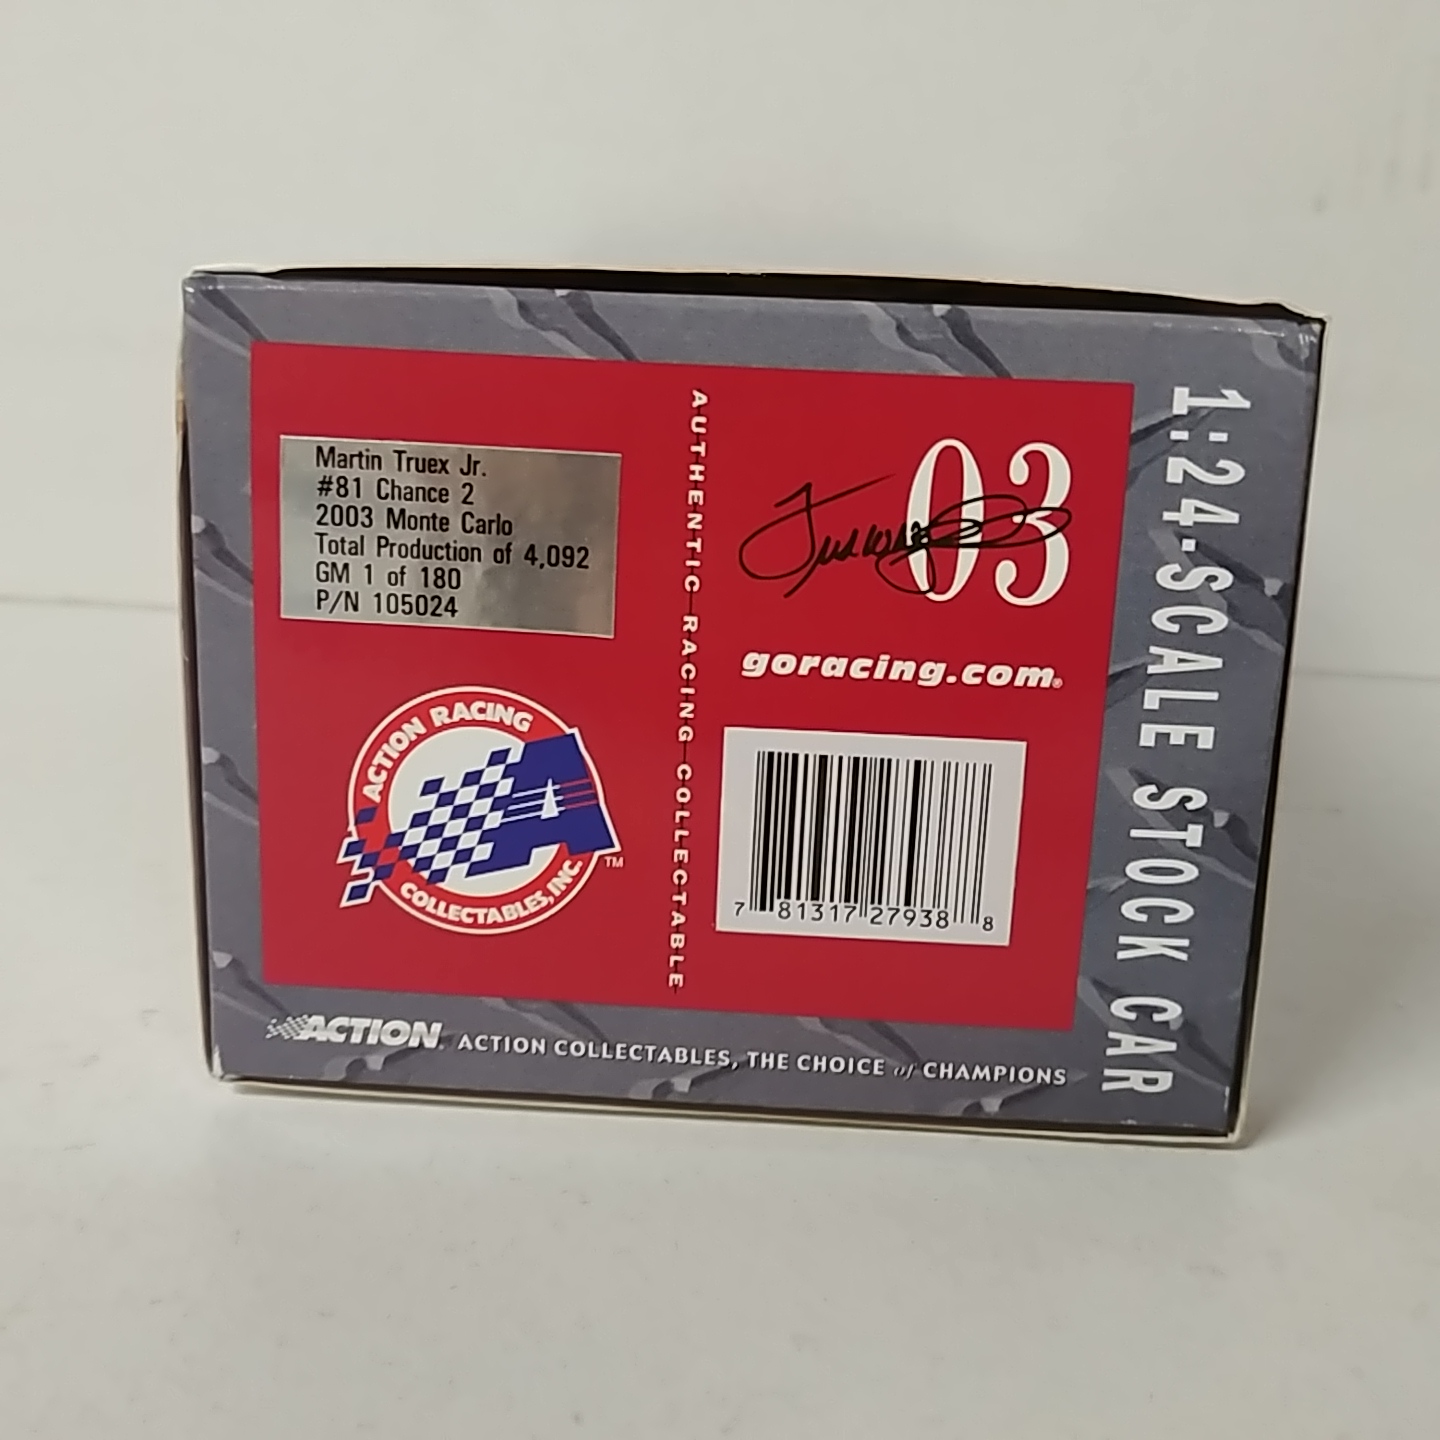 Martin Truex Jr.
#81 Chance 2
2003 Monte Carlo
Total Production of 4,092
GM 1 of 180
P/N 105024
ACTION RACING
COLLECTABLES, INC.
TM
AUTHENTIC RACING COLLECTABLE
03
goracing.com®
7 81317 27938 8
1:24-SCALE STOCK CAR
ACTION® ACTION COLLECTABLES, THE CHOICE of CHAMPIONS